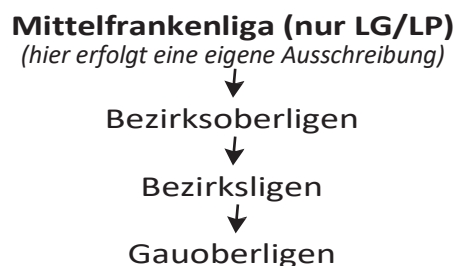 Mittelfrankenliga (nur LG/LP)
(hier erfolgt eine eigene Ausschreibung)
Bezirksoberligen
Bezirksligen
Gauoberligen